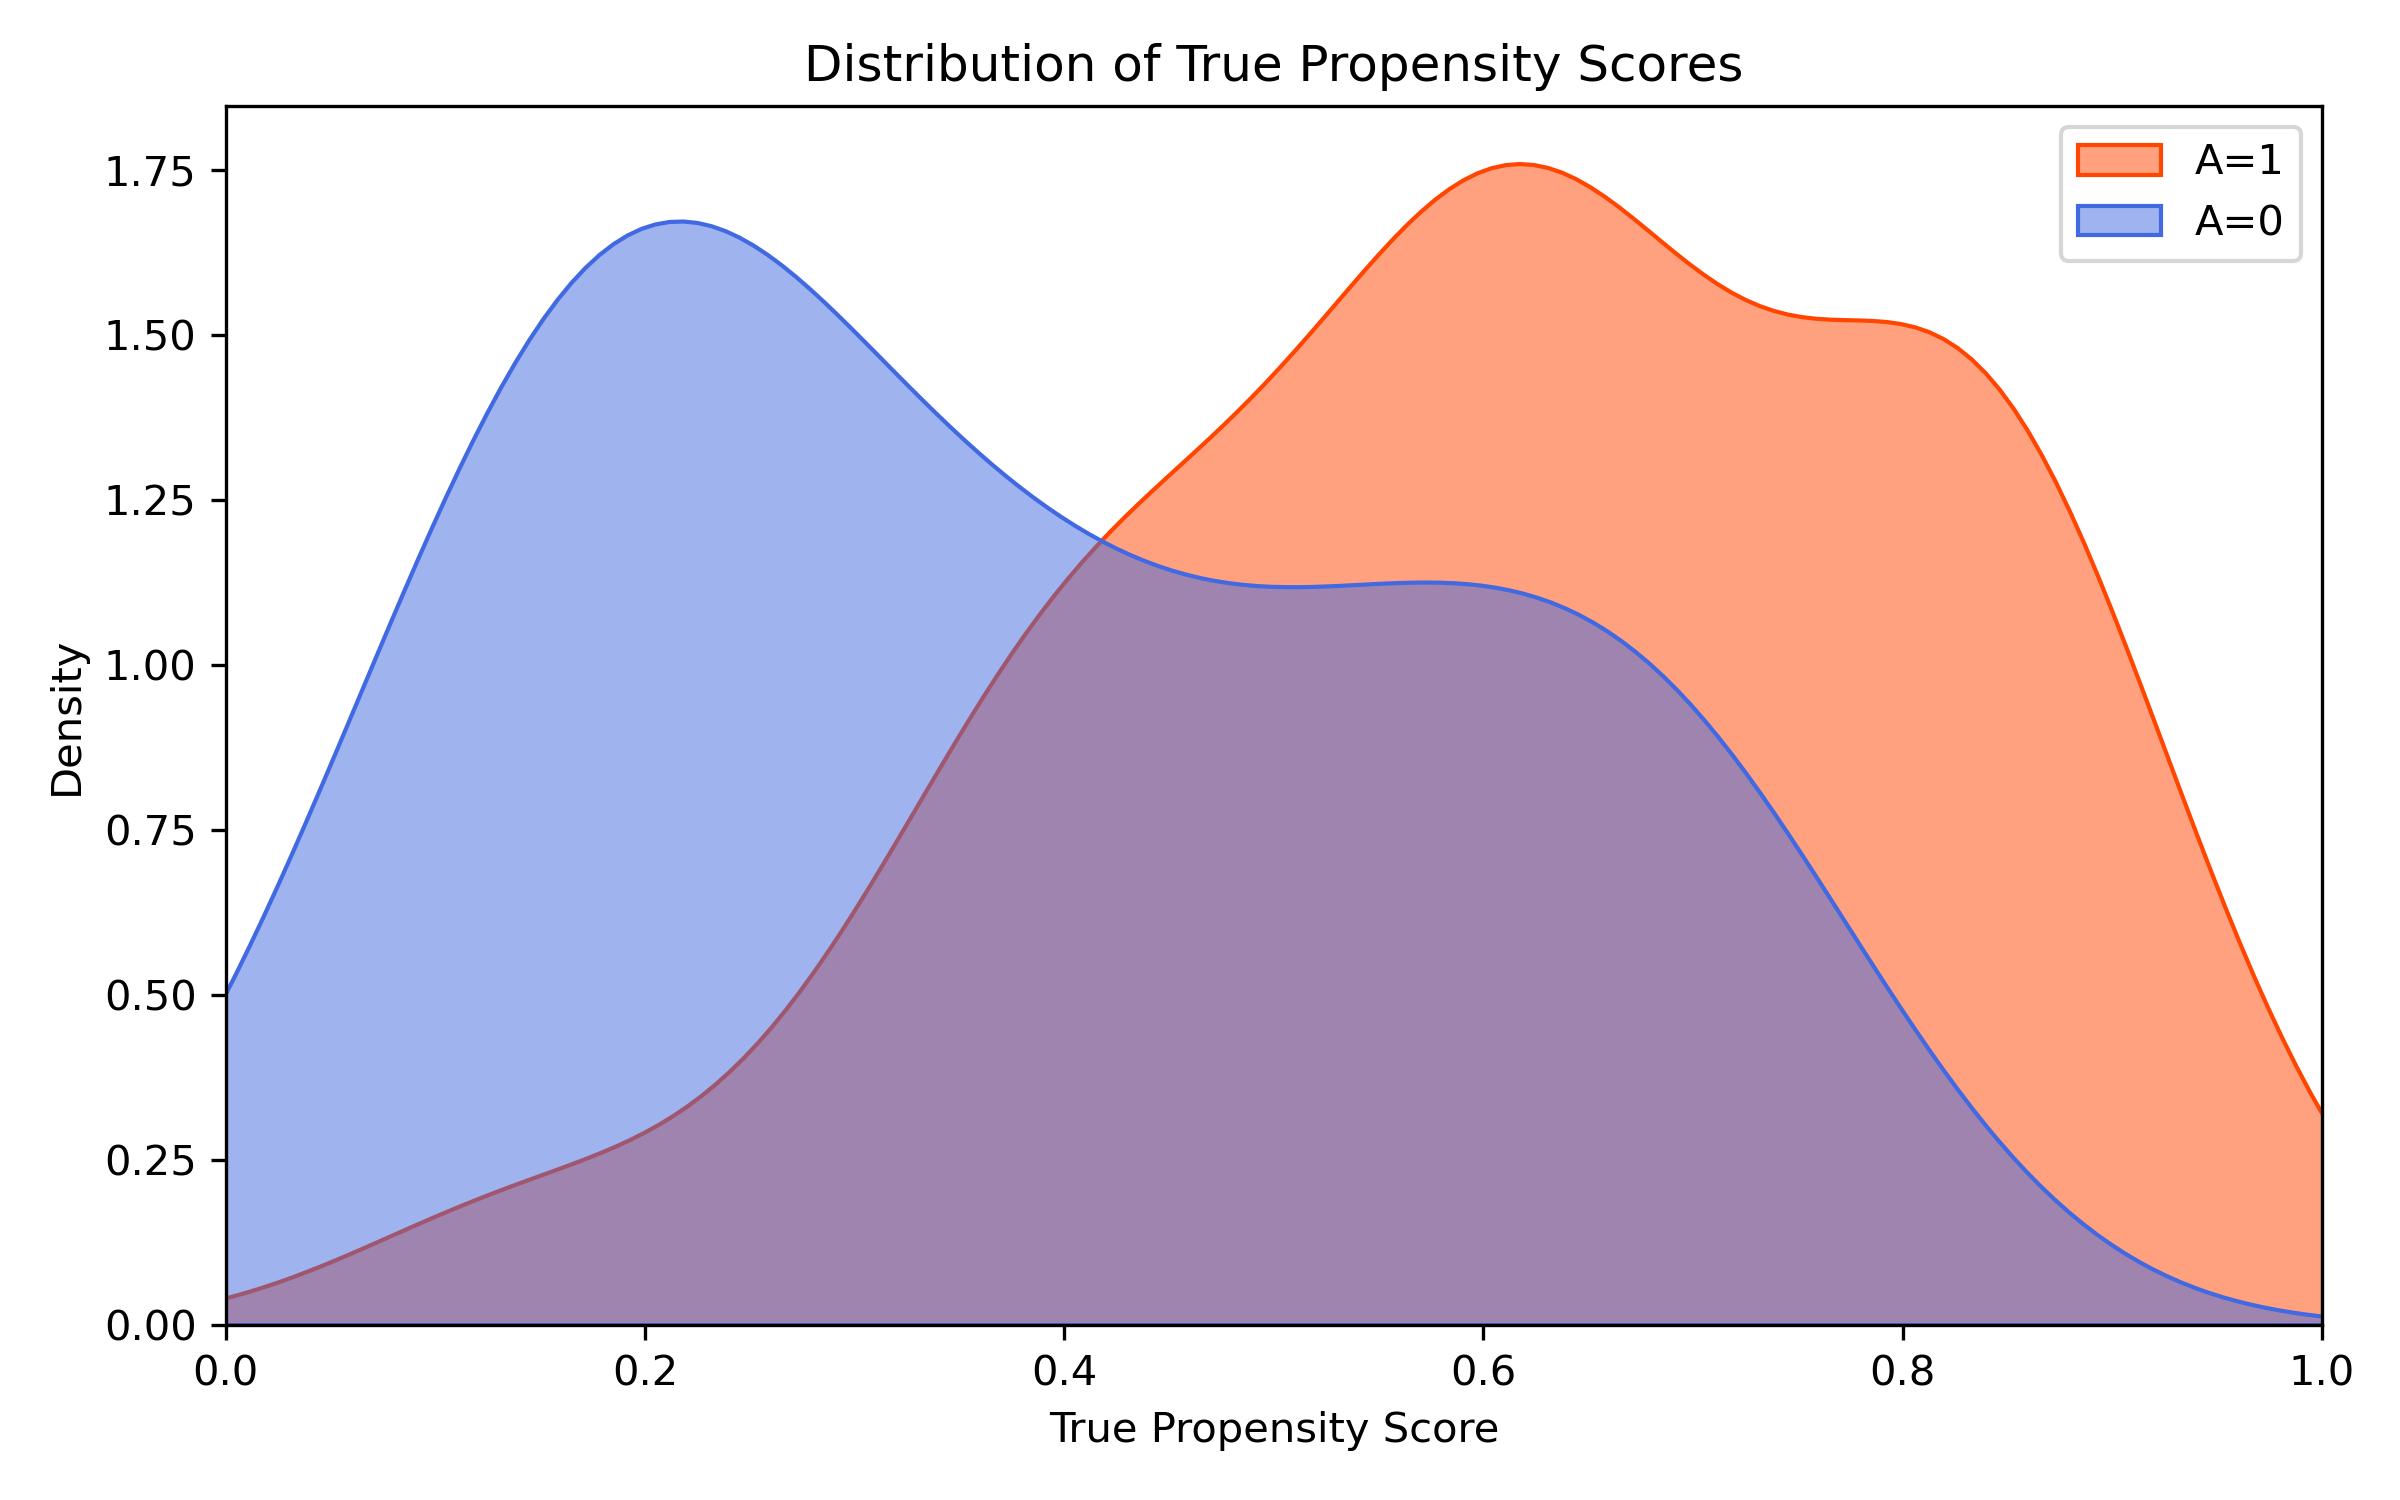 Distribution of True Propensity Scores
A=1
A=0
Density
1.75
1.50
1.25
1.00
0.75
0.50
0.25
0.00
0.0 0.2 0.4 0.6 0.8 1.0
True Propensity Score